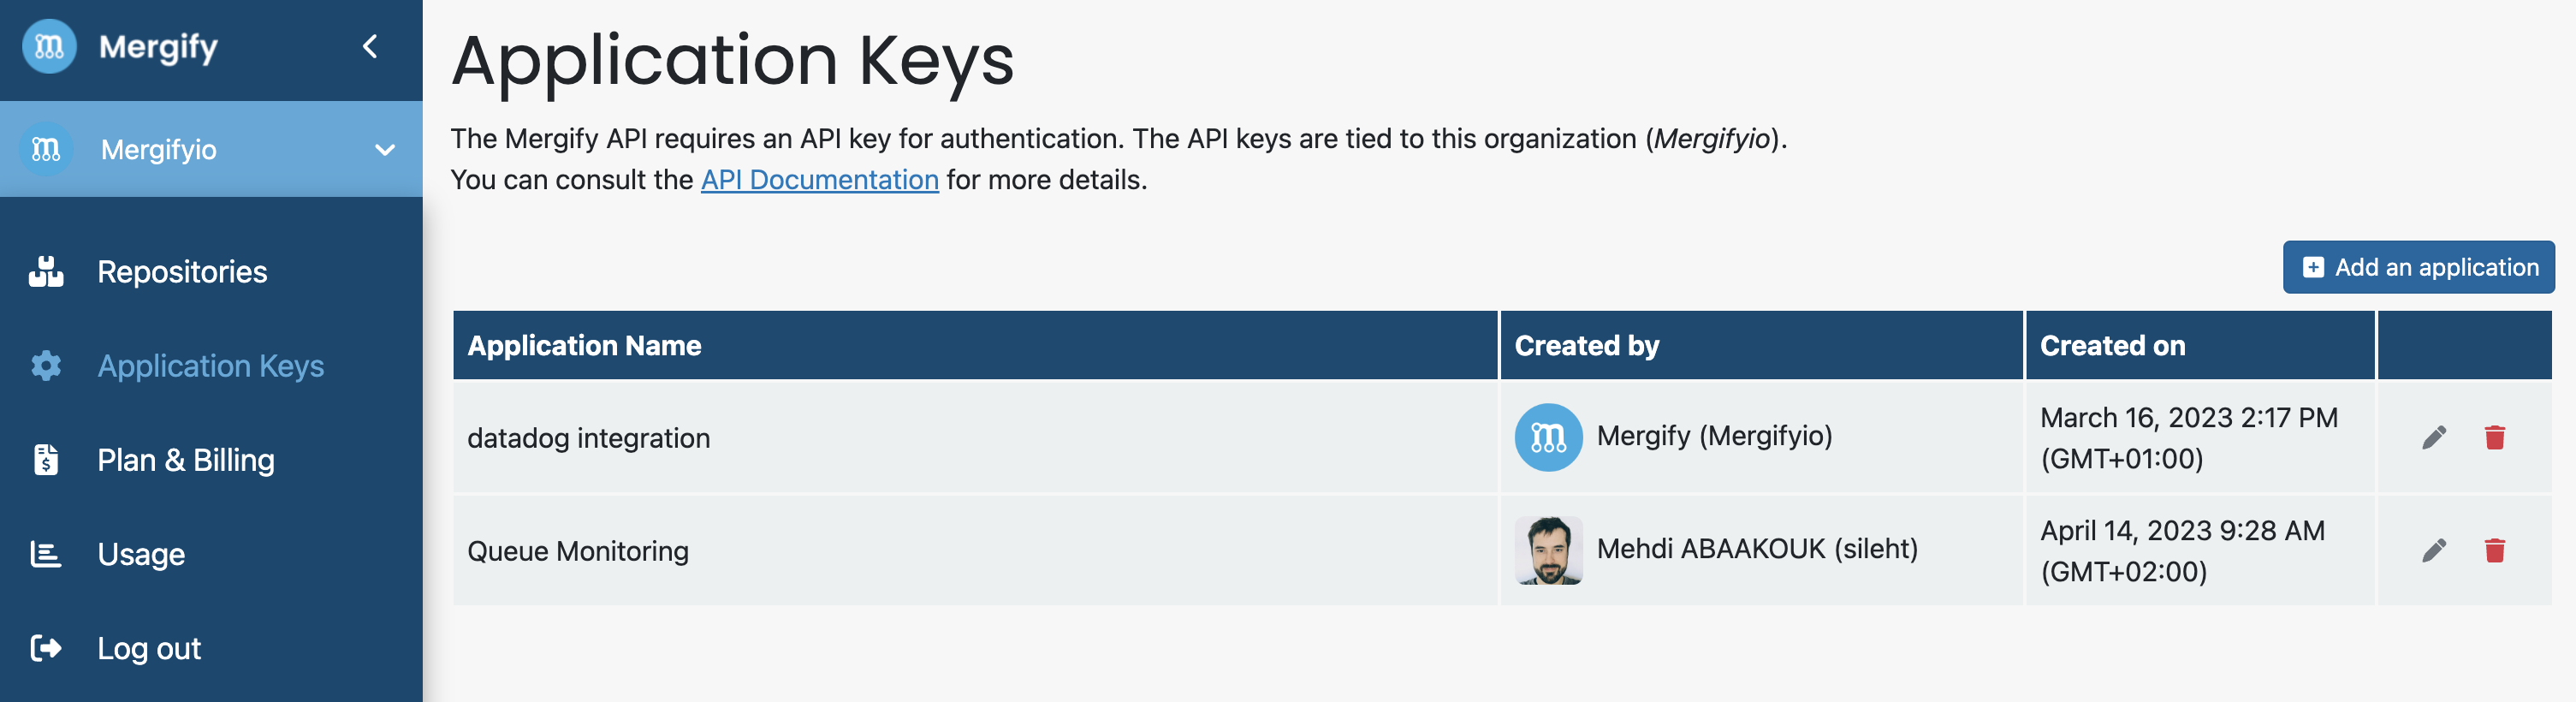 Mergify
Mergifyio
Repositories
Application Keys
Plan & Billing
Usage
Log out
Application Keys
The Mergify API requires an API key for authentication. The API keys are tied to this organization (Mergifyio).
You can consult the API Documentation for more details.
Add an application
Application Name Created by Created on
datadog integration Mergify (Mergifyio) March 16, 2023 2:17 PM
(GMT+01:00)
Queue Monitoring Mehdi ABAAKOUK (sileht) April 14, 2023 9:28 AM
(GMT+02:00)